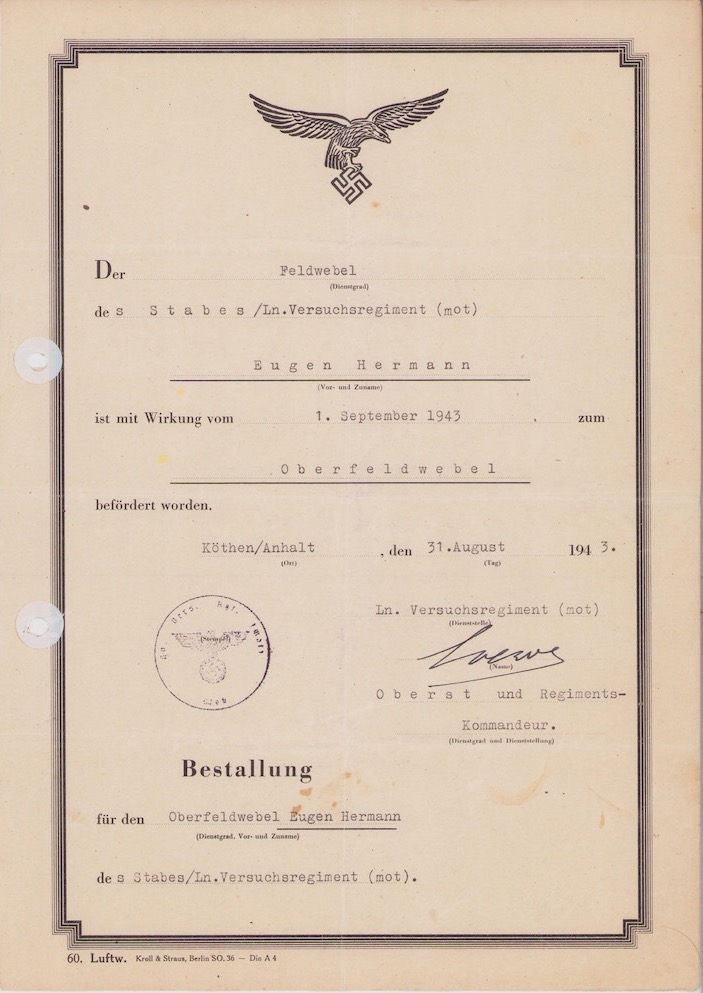 Der Feldwebel
(Dienstgrad)
des Stabes/Ln.Versuchsregiment (mot)
Eugen Hermann
(Vor- und Zuname)
ist mit Wirkung vom 1. September 1943. zum
Oberfeldwebel
befördert worden.
Köthen/Anhalt, den 31.August 1943.
(Ort) (Tag)
Ln. Versuchsregiment (mot)
(Dienststelle)
(Stempel)
(Name)
Oberst und Regiments-
Kommandeur.
(Dienstgrad und Dienststellung)
Bestallung
für den Oberfeldwebel Eugen Hermann
(Dienstgrad, Vor- und Zuname)
des Stabes/Ln.Versuchsregiment (mot).
60. Luftw. Kroll & Straus, Berlin SO. 36 — Din A 4